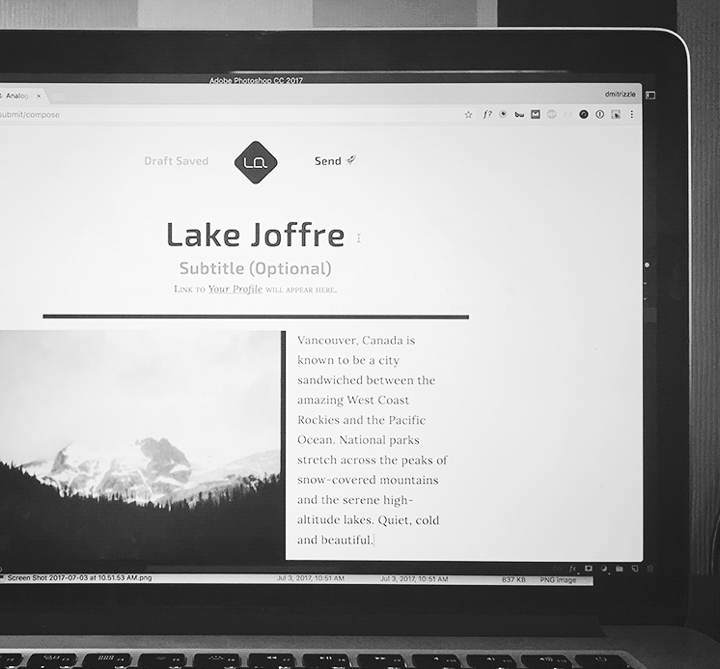 Adobe Photoshop CC 2017
Analog
dmitrizzle
submit/compose
f?
Draft Saved
LQ.
Send
Lake Joffre
Subtitle (Optional)
LINK TO Your Profile WILL APPEAR HERE.
Vancouver, Canada is
known to be a city
sandwiched between the
amazing West Coast
Rockies and the Pacific
Ocean. National parks
stretch across the peaks of
snow-covered mountains
and the serene high-
altitude lakes. Quiet, cold
and beautiful.
fx
Screen Shot 2017-07-03 at 10.51.53 AM.png Jul 3, 2017, 10:51 AM Jul 3, 2017, 10:51 AM 637 KB PNG image